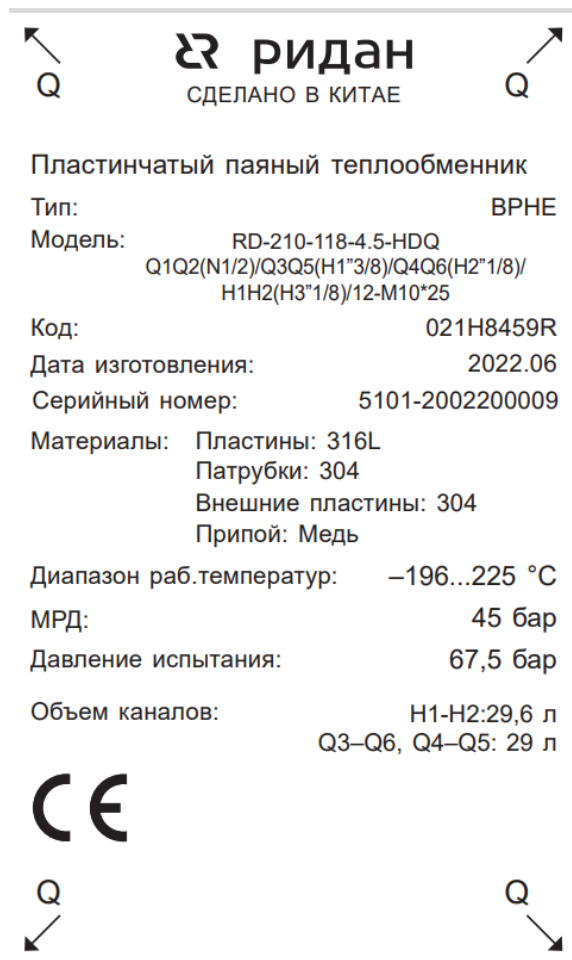 ридан
Q Q
СДЕЛАНО В КИТАЕ
Пластинчатый паяный теплообменник
Тип: BPHE
Модель: RD-210-118-4.5-HDQ
Q1Q2(N1/2)/Q3Q5(H1"3/8)/Q4Q6(H2"1/8)/
H1H2(H3"1/8)/12-M10*25
Код: 021H8459R
Дата изготовления: 2022.06
Серийный номер: 5101-2002200009
Материалы: Пластины: 316L
Патрубки: 304
Внешние пластины: 304
Припой: Медь
Диапазон раб.температур: –196...225 °C
МРД: 45 бар
Давление испытания: 67,5 бар
Объем каналов: H1-H2:29,6 л
Q3–Q6, Q4–Q5: 29 л
CE
Q Q